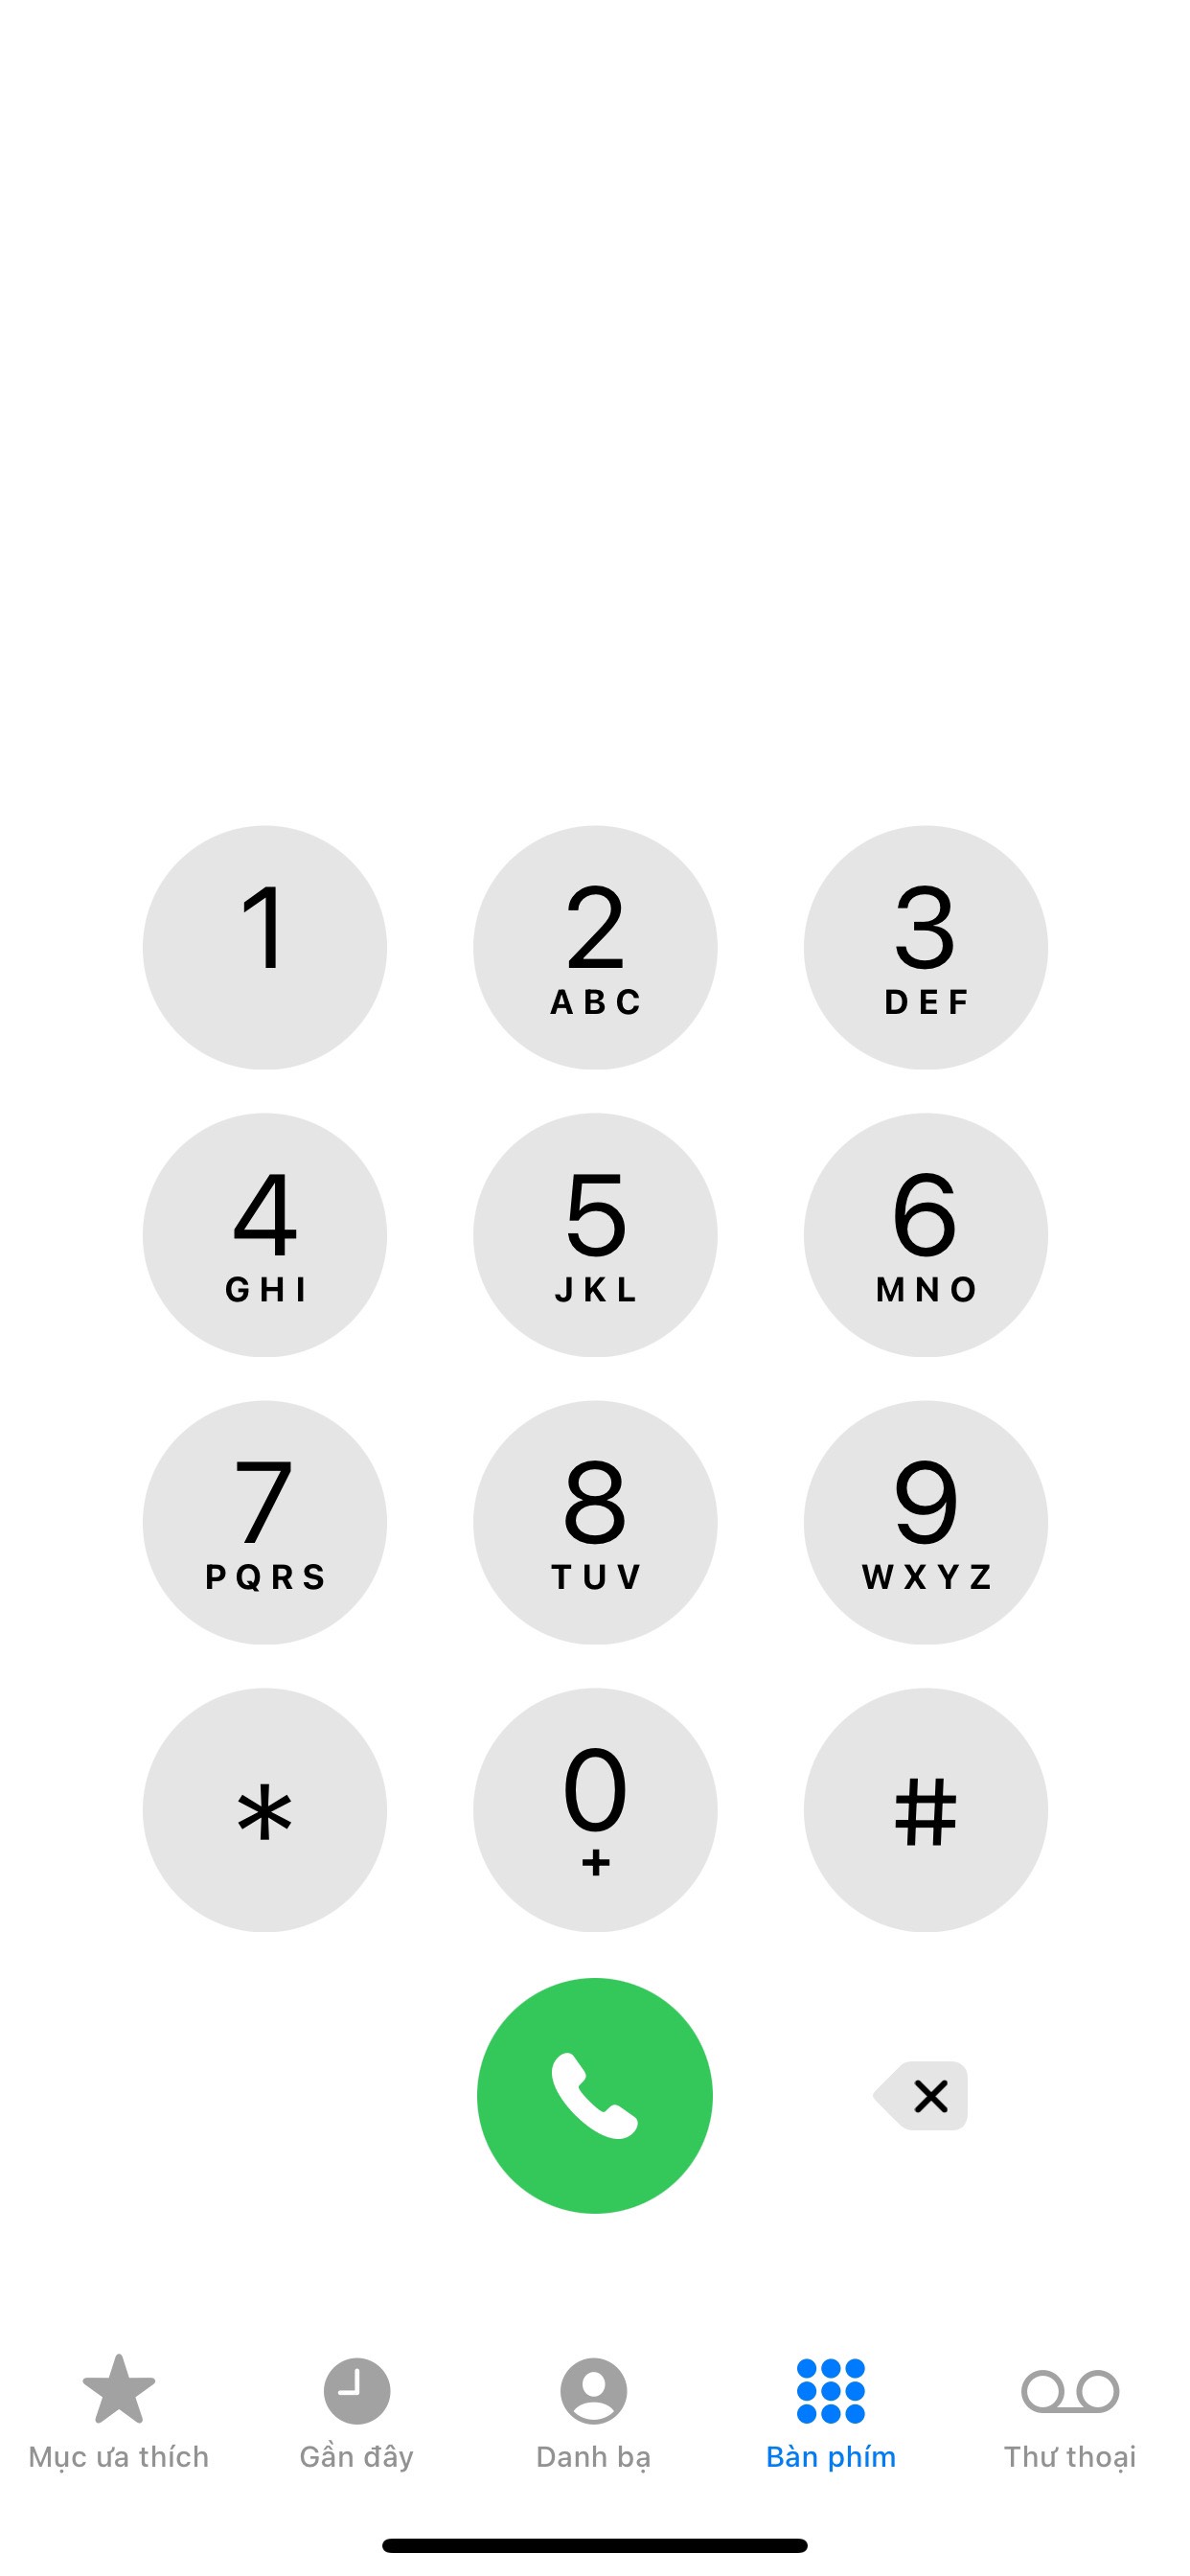 1 2 3
ABC DEF
4 5 6
GHI JKL MNO
7 8 9
PQRS TUV WXYZ
* 0 #
+
Mục ưa thích Gần đây Danh bạ Bàn phím Thư thoại